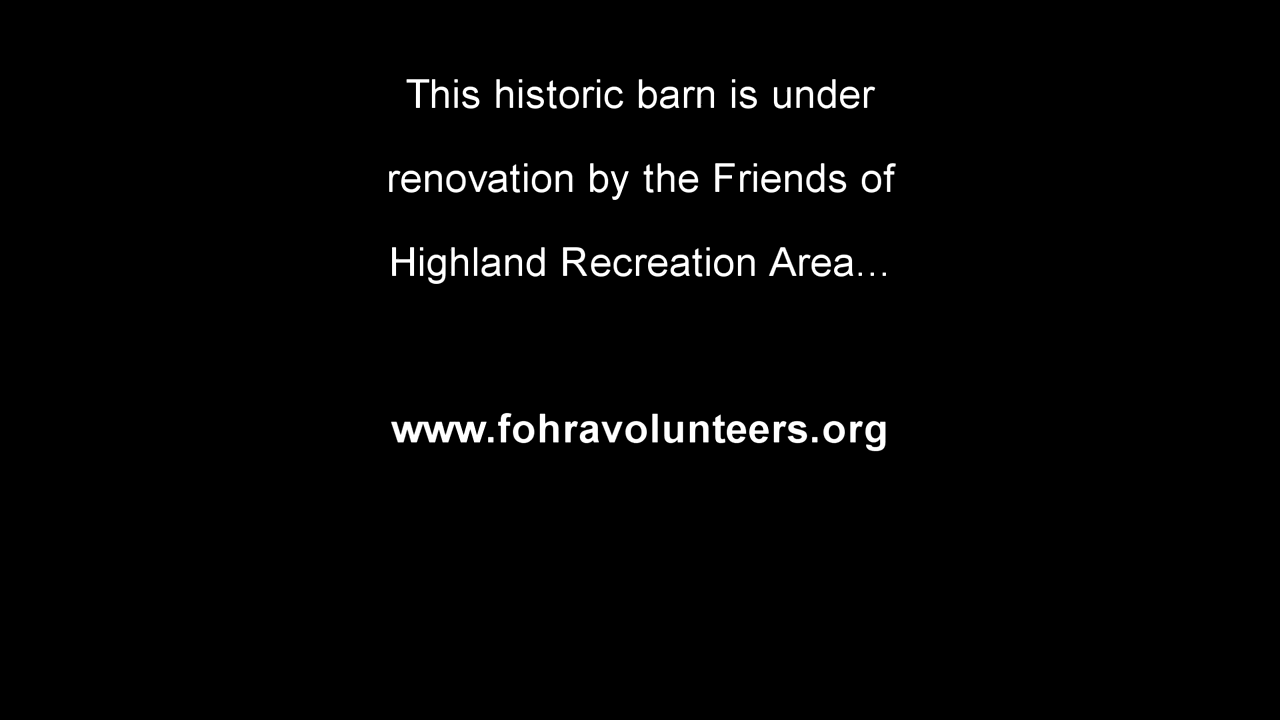 This historic barn is under
renovation by the Friends of
Highland Recreation Area...
www.fohravolunteers.org